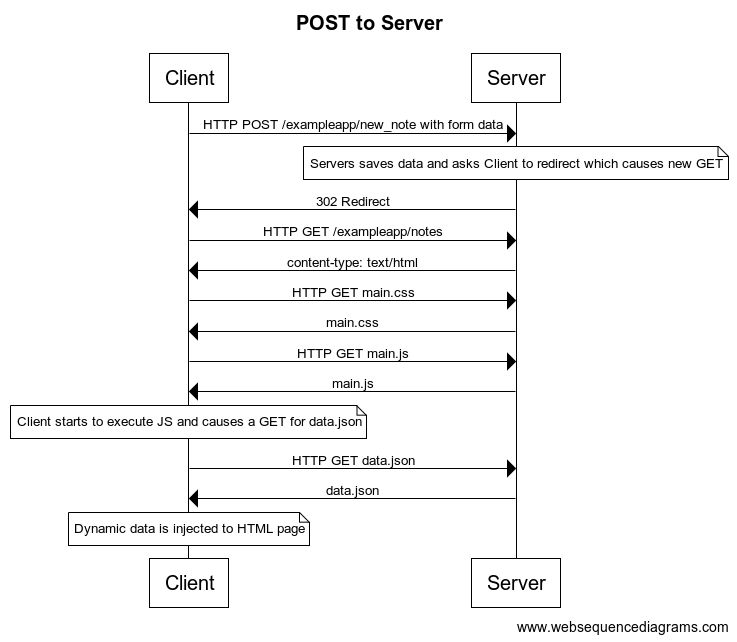 POST to Server
Client
Server
HTTP POST /exampleapp/new_note with form data
Servers saves data and asks Client to redirect which causes new GET
302 Redirect
HTTP GET /exampleapp/notes
content-type: text/html
HTTP GET main.css
main.css
HTTP GET main.js
main.js
Client starts to execute JS and causes a GET for data.json
HTTP GET data.json
data.json
Dynamic data is injected to HTML page
Client
Server
www.websequencediagrams.com